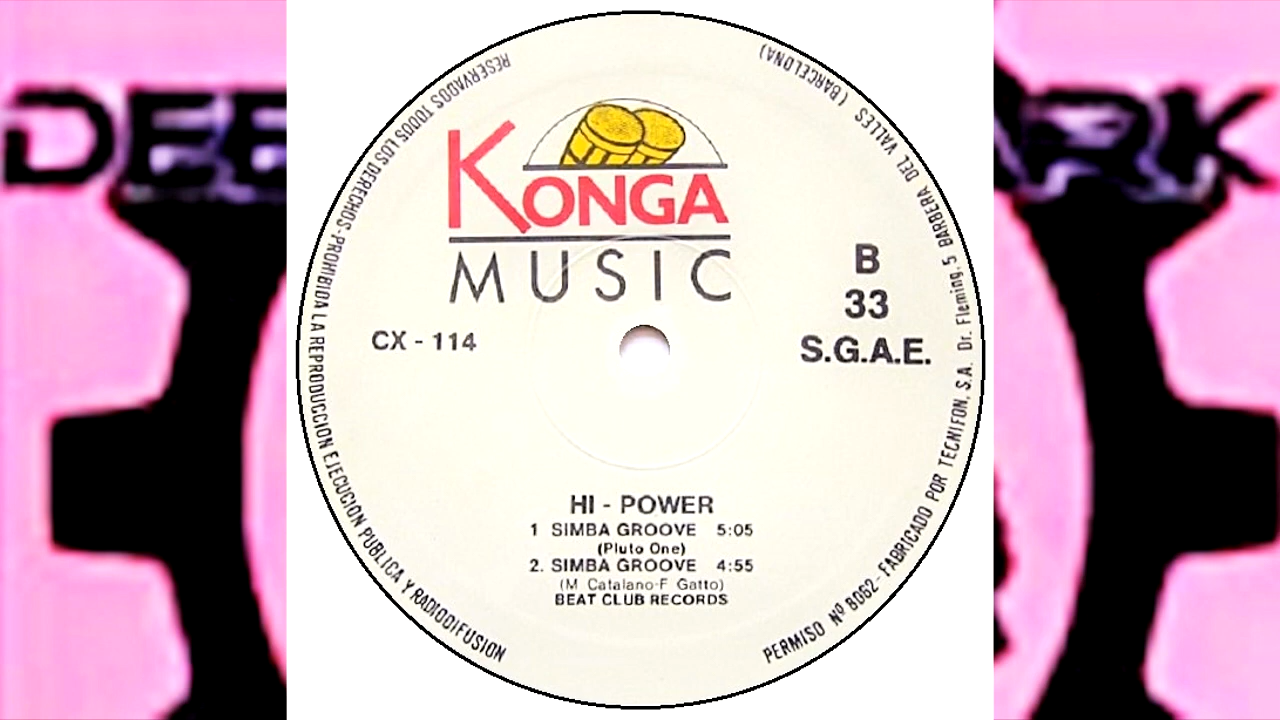 DEE
RK
RESERVADOS TODOS LOS DERECHOS-PROHIBIDA LA REPRODUCCION EJECUCION PUBLICA Y RADIODIFUSION
KONGA
MUSIC
CX - 114
B
33
S.G.A.E.
HI - POWER
1 SIMBA GROOVE 5:05
(Pluto One)
2. SIMBA GROOVE 4:55
(M Catalano-F Gatto)
BEAT CLUB RECORDS
PERMISO Nº 8062 - FABRICADO POR TECNIFON, S.A. Dr. Fleming, 5 BARBERA DEL VALLES (BARCELONA)